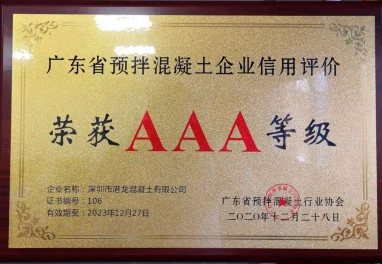 广东省预拌混凝土企业信用评价
荣获AAA等级
企业名称：深圳市港龙混凝土有限公司
证书编号：106
有效期至：2023年12月27日
广东省预拌混凝土行业协会
二〇二〇年十二月二十八日